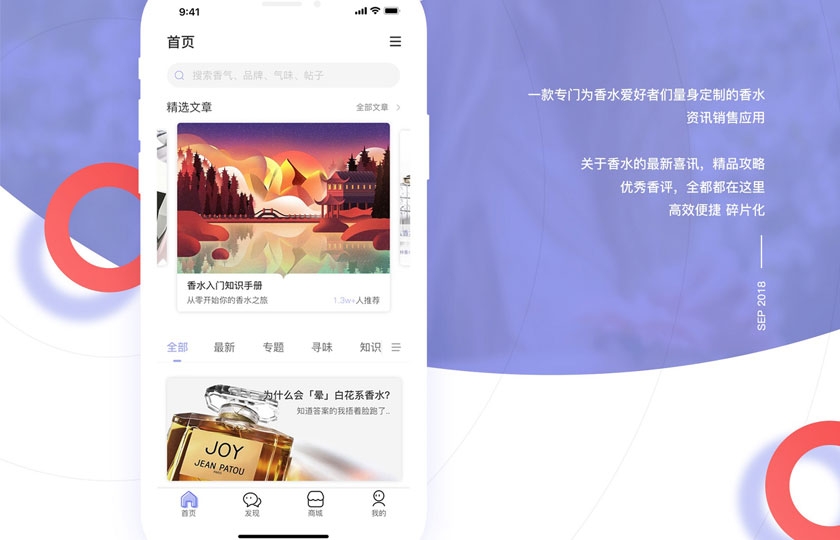 9:41
首页
搜索香气、品牌、气味、帖子
精选文章
全部文章
香水入门知识手册
从零开始你的香水之旅
1.3w+人推荐
全部
最新
专题
寻味
知识
为什么会「晕」白花系香水?
知道答案的我捂着脸跑了..
JOY
JEAN PATOU
PARIS
首页
发现
商城
我的
一款专门为香水爱好者们量身定制的香水
资讯销售应用
关于香水的最新喜讯，精品攻略
优秀香评，全都都在这里
高效便捷 碎片化
SEP 2018